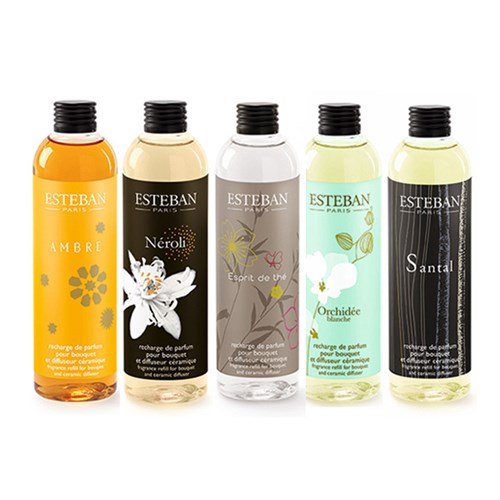 ESTEBAN
PARIS
AMBRE
recharge de parfum
pour bouquet
et diffuseur céramique
fragrance refill for bouquet
and ceramic diffuser
ESTEBAN
PARIS
Néroli
recharge de parfum
pour bouquet
et diffuseur céramique
fragrance refill for bouquet
and ceramic diffuser
ESTEBAN
PARIS
Esprit de thé
recharge de parfum
pour bouquet
et diffuseur céramique
fragrance refill for bouquet
and ceramic diffuser
ESTEBAN
PARIS
Orchidée
blanche
recharge de parfum
pour bouquet
et diffuseur céramique
fragrance refill for bouquet
and ceramic diffuser
ESTEBAN
PARIS
Santal
recharge de parfum
pour bouquet
et diffuseur céramique
fragrance refill for bouquet
and ceramic diffuser